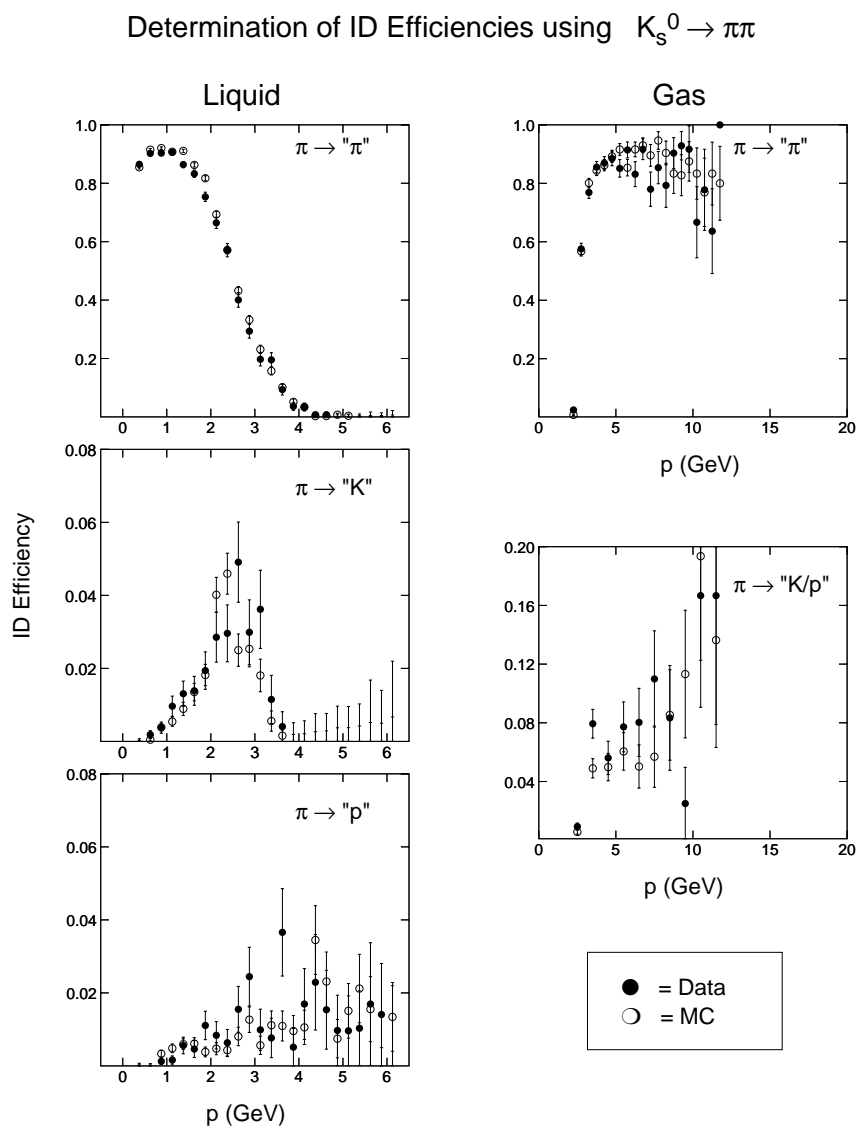 Determination of ID Efficiencies using K_s^0 → ππ
Liquid
Gas
1.0
0.8
0.6
0.4
0.2
π → "π"
0 1 2 3 4 5 6
1.0
0.8
0.6
0.4
0.2
π → "π"
0 5 10 15 20
p (GeV)
ID Efficiency
0.08
0.06
0.04
0.02
π → "K"
0 1 2 3 4 5 6
0.20
0.16
0.12
0.08
0.04
π → "K/p"
0 5 10 15 20
p (GeV)
0.08
0.06
0.04
0.02
π → "p"
0 1 2 3 4 5 6
p (GeV)
= Data
= MC